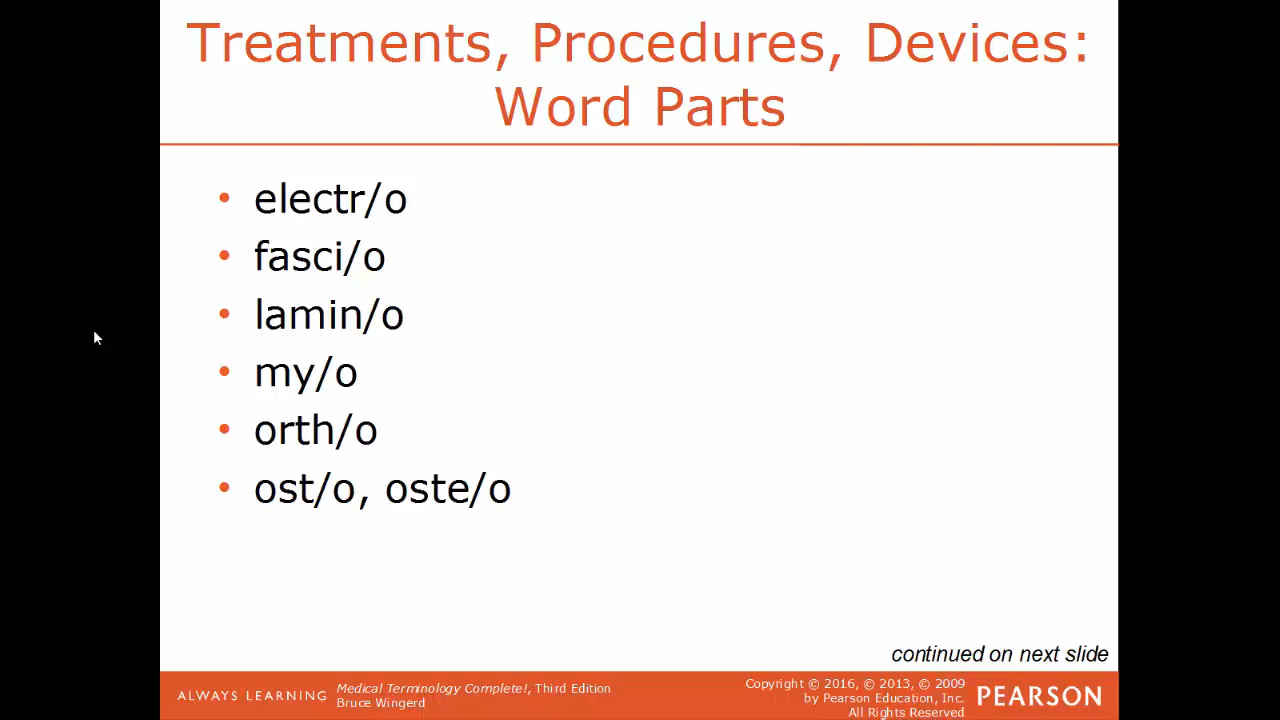 Treatments, Procedures, Devices:
Word Parts
• electr/o
• fasci/o
• lamin/o
• my/o
• orth/o
• ost/o, oste/o
continued on next slide
ALWAYS LEARNING
Medical Terminology Complete!, Third Edition
Bruce Wingerd
Copyright © 2016, © 2013, © 2009
by Pearson Education, Inc.
All Rights Reserved
PEARSON